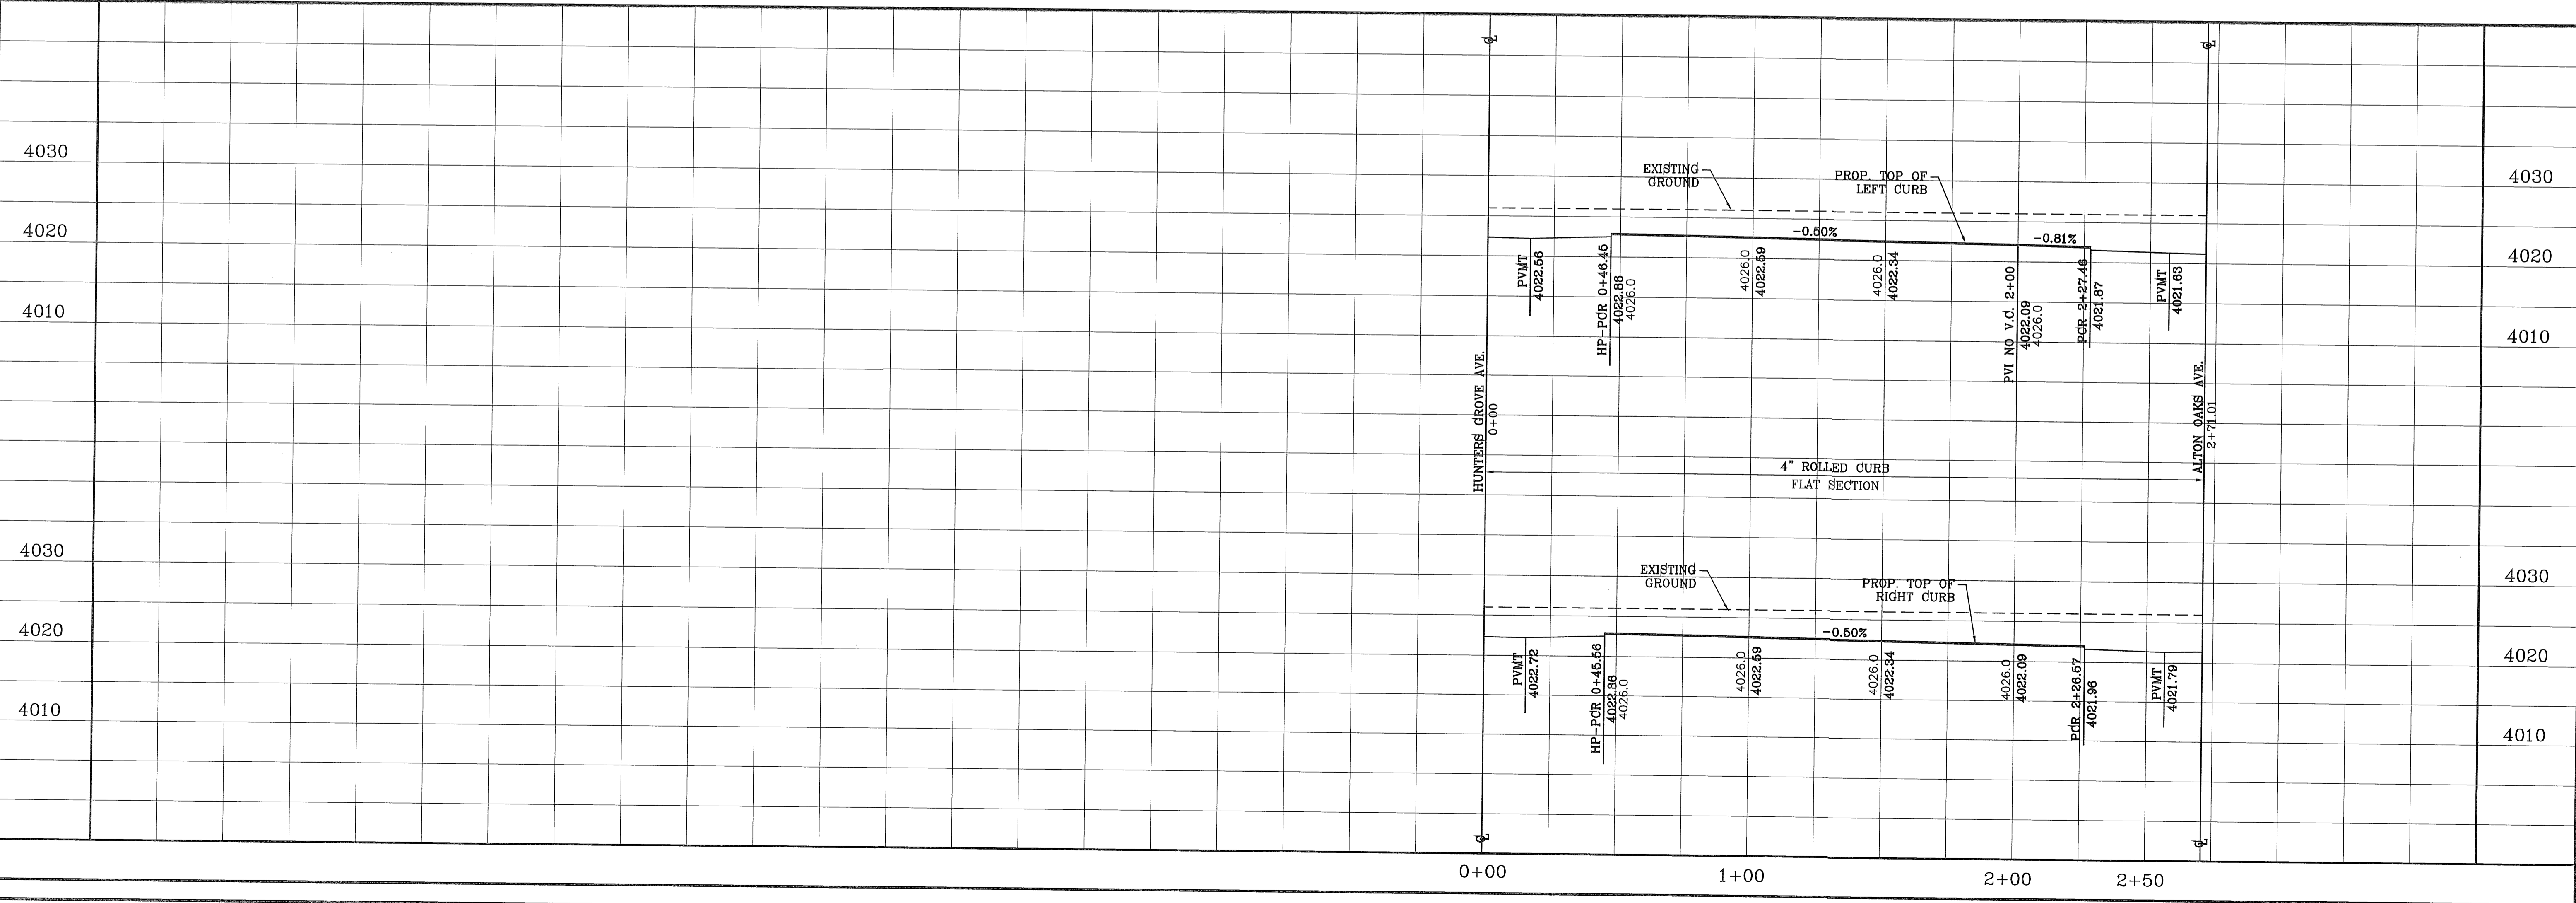 ℄
℄
4030
4030
EXISTING
GROUND
PROP. TOP OF
LEFT CURB
4020
4020
-0.50%
-0.81%
PVMT
4022.56
HP-PCR 0+46.45
4022.86
4026.0
4026.0
4022.59
4026.0
4022.34
PVI NO V.C. 2+00
4022.09
4026.0
PCR 2+27.46
4021.87
PVMT
4021.63
4010
4010
HUNTERS GROVE AVE.
0+00
ALTON OAKS AVE.
2+71.01
4" ROLLED CURB
FLAT SECTION
4030
4030
EXISTING
GROUND
PROP. TOP OF
RIGHT CURB
4020
4020
-0.50%
PVMT
4022.72
HP-PCR 0+45.56
4022.86
4026.0
4026.0
4022.59
4026.0
4022.34
4026.0
4022.09
PCR 2+26.57
4021.96
PVMT
4021.79
4010
4010
℄
℄
0+00
1+00
2+00
2+50